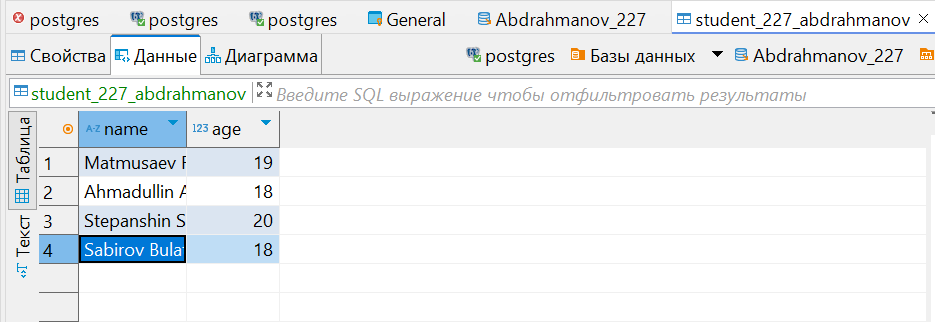 postgres postgres postgres General Abdrahmanov_227 student_227_abdrahmanov
Свойства Данные Диаграмма postgres Базы данных Abdrahmanov_227
student_227_abdrahmanov Введите SQL выражение чтобы отфильтровать результаты
Таблица
Текст
A-Z name 123 age
1 Matmusaev 19
2 Ahmadullin A 18
3 Stepanshin S 20
4 Sabirov 18